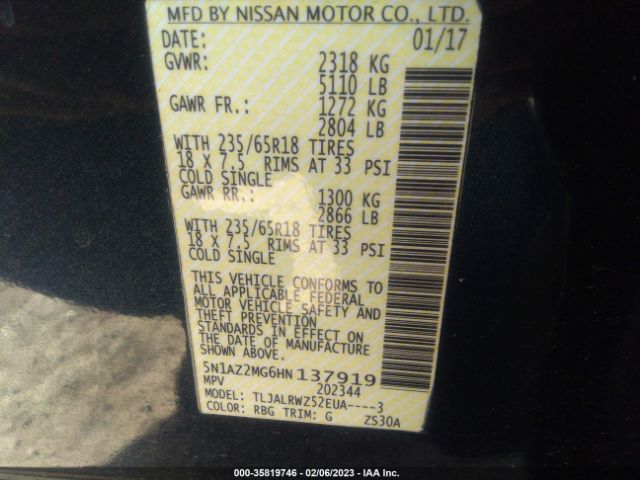 MFD BY NISSAN MOTOR CO., LTD.
DATE: 01/17
GVWR: 2318 KG
5110 LB
GAWR FR.: 1272 KG
2804 LB
WITH 235/65R18 TIRES
18 X 7.5 RIMS AT 33 PSI
COLD SINGLE
GAWR RR.: 1300 KG
2866 LB
WITH 235/65R18 TIRES
18 X 7.5 RIMS AT 33 PSI
COLD SINGLE
THIS VEHICLE CONFORMS TO
ALL APPLICABLE FEDERAL
MOTOR VEHICLE SAFETY AND
THEFT PREVENTION
STANDARDS IN EFFECT ON
THE DATE OF MANUFACTURE
SHOWN ABOVE.
5N1AZ2MG6HN 137919
MPV 202344
MODEL: TLJALRWZ52EUA----3
COLOR: RBG TRIM: G ZS30A
000-35819746 — 02/06/2023 — IAA Inc.